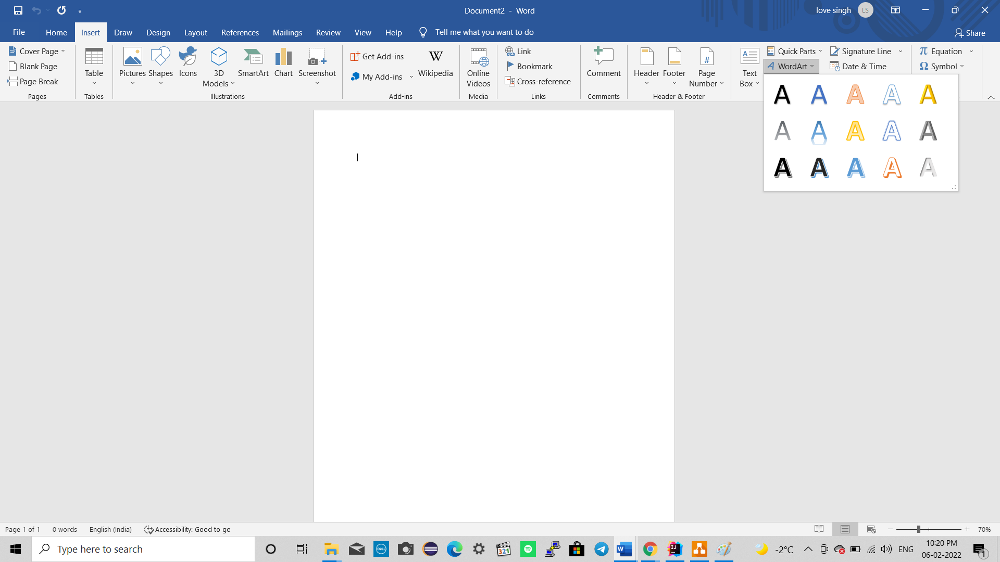 Document2 - Word
love singh
LS
File
Home
Insert
Draw
Design
Layout
References
Mailings
Review
View
Help
Tell me what you want to do
Share
Cover Page
Blank Page
Page Break
Pages
Table
Tables
Pictures
Shapes
Icons
3D
Models
SmartArt
Chart
Screenshot
Illustrations
Get Add-ins
My Add-ins
W
Wikipedia
Add-ins
Online
Videos
Media
Link
Bookmark
Cross-reference
Links
Comment
Comments
Header
Footer
#
Page
Number
Header & Footer
A
Text
Box
Quick Parts
A WordArt
Signature Line
Date & Time
π Equation
Ω Symbol
A A A A A
A A A A A
A A A A A
Page 1 of 1
0 words
English (India)
Accessibility: Good to go
70%
Type here to search
DELL
321
W
IJ
-2°C
ENG
10:20 PM
06-02-2022
1